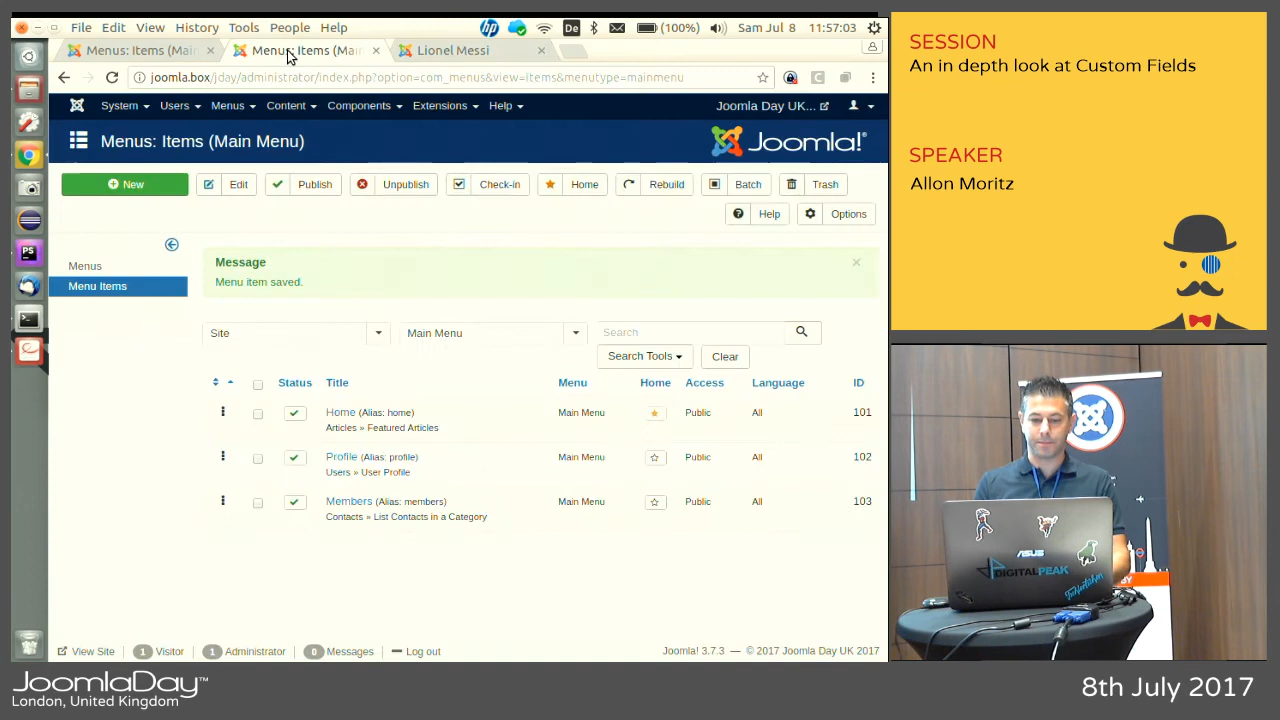 File Edit View History Tools People Help
hp De (100%) Sam Jul 8 11:57:03
Menus: Items (Mai
Menus: Items (Mai
Lionel Messi
joomla.box/jday/administrator/index.php?option=com_menus&view=items&menutype=mainmenu
System Users Menus Content Components Extensions Help Joomla Day UK...
Menus: Items (Main Menu)
Joomla!®
New Edit Publish Unpublish Check-in Home Rebuild Batch Trash
Help Options
Menus
Menu Items
Message
Menu item saved.
Site Main Menu Search
Search Tools Clear
Status Title Menu Home Access Language ID
Home (Alias: home) Main Menu Public All 101
Articles » Featured Articles
Profile (Alias: profile) Main Menu Public All 102
Users » User Profile
Members (Alias: members) Main Menu Public All 103
Contacts » List Contacts in a Category
View Site 1 Visitor 1 Administrator 0 Messages Log out Joomla! 3.7.3 — © 2017 Joomla Day UK 2017
PS
SESSION
An in depth look at Custom Fields
SPEAKER
Allon Moritz
ASUS
DIGITALPEAK
JoomlaDay™
London, United Kingdom
8th July 2017